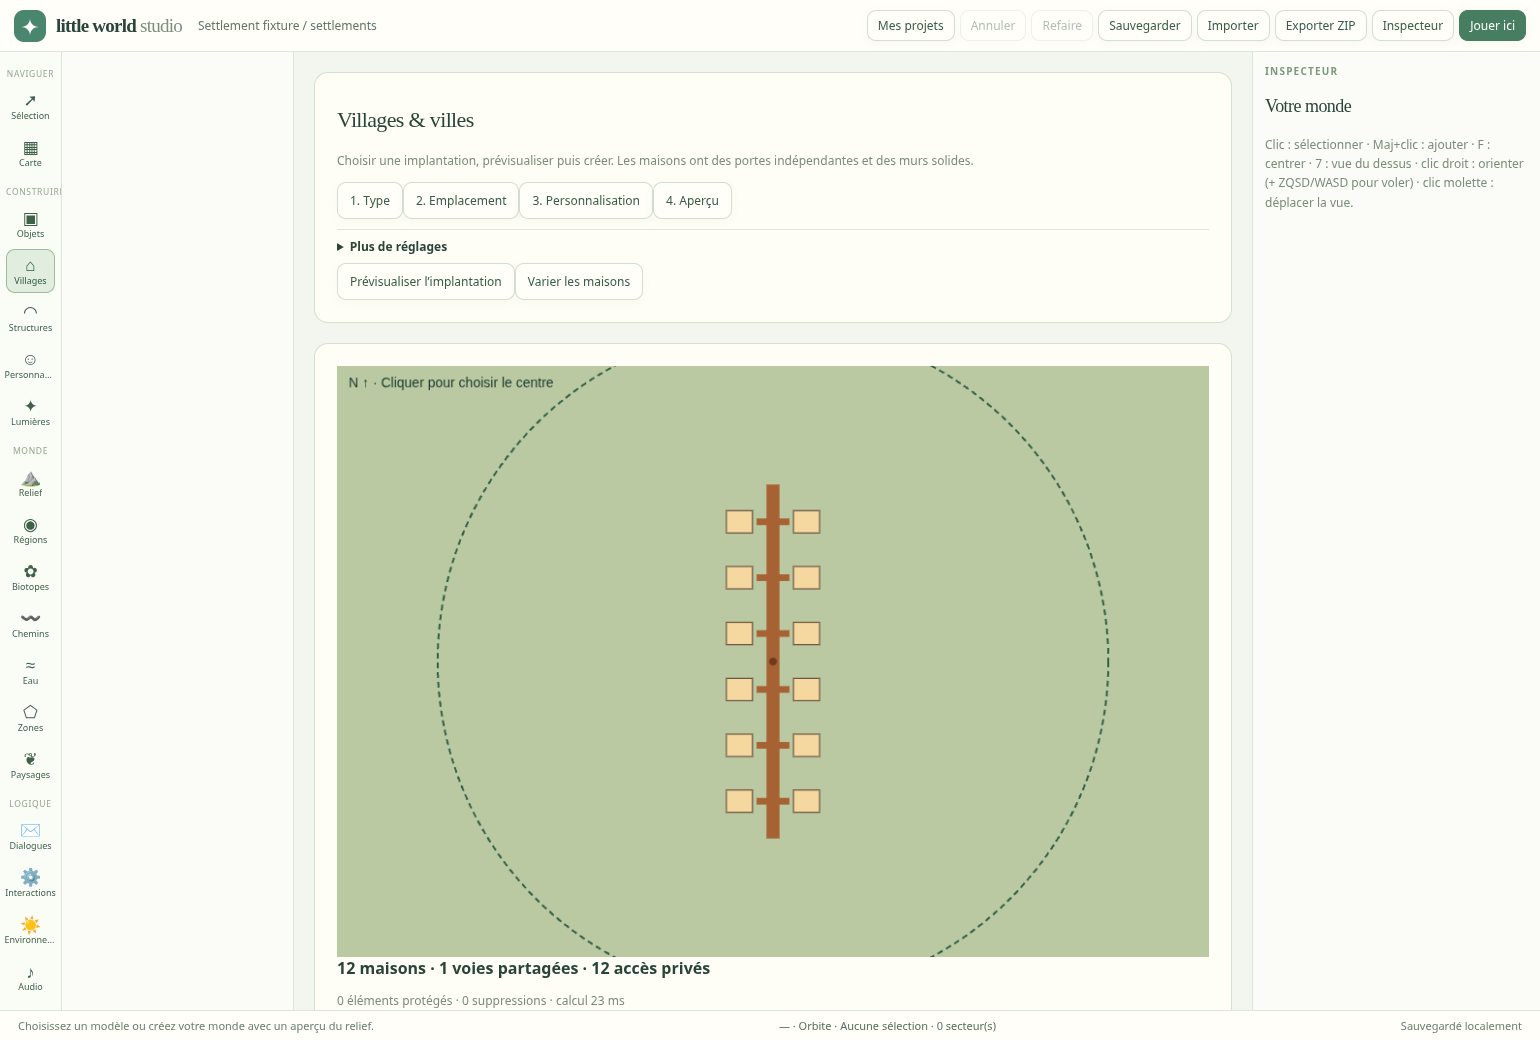 little world studio
Settlement fixture / settlements
Mes projets
Annuler
Refaire
Sauvegarder
Importer
Exporter ZIP
Inspecteur
Jouer ici
NAVIGUER
Sélection
Carte
CONSTRUIRE
Objets
Villages
Structures
Personna...
Lumières
MONDE
Relief
Régions
Biotopes
Chemins
Eau
Zones
Paysages
LOGIQUE
Dialogues
Interactions
Environne...
Audio
Villages & villes
Choisir une implantation, prévisualiser puis créer. Les maisons ont des portes indépendantes et des murs solides.
1. Type
2. Emplacement
3. Personnalisation
4. Aperçu
Plus de réglages
Prévisualiser l'implantation
Varier les maisons
N ↑ · Cliquer pour choisir le centre
12 maisons · 1 voies partagées · 12 accès privés
0 éléments protégés · 0 suppressions · calcul 23 ms
INSPECTEUR
Votre monde
Clic : sélectionner · Maj+clic : ajouter · F :
centrer · 7 : vue du dessus · clic droit : orienter
(+ ZQSD/WASD pour voler) · clic molette :
déplacer la vue.
Choisissez un modèle ou créez votre monde avec un aperçu du relief.
— · Orbite · Aucune sélection · 0 secteur(s)
Sauvegardé localement